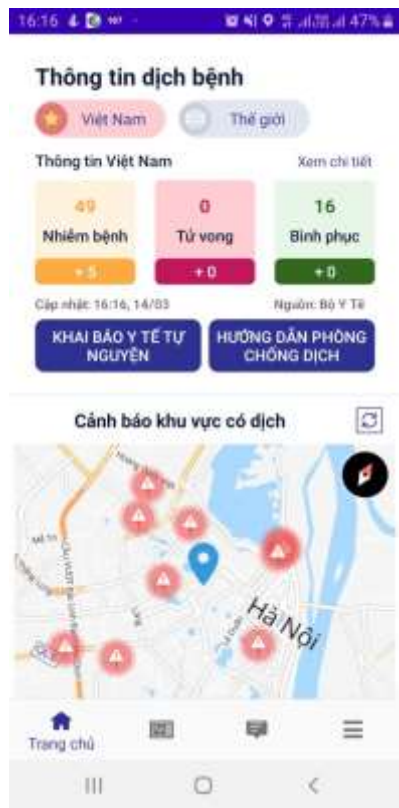 16:16
47%
Thông tin dịch bệnh
Việt Nam
Thế giới
Thông tin Việt Nam
Xem chi tiết
49
Nhiễm bệnh
+ 5
0
Tử vong
+ 0
16
Bình phục
+ 0
Cập nhật: 16:16, 14/03
Nguồn: Bộ Y Tế
KHAI BÁO Y TẾ TỰ
NGUYỆN
HƯỚNG DẪN PHÒNG
CHỐNG DỊCH
Cảnh báo khu vực có dịch
Láng
Hà Nội
Trang chủ